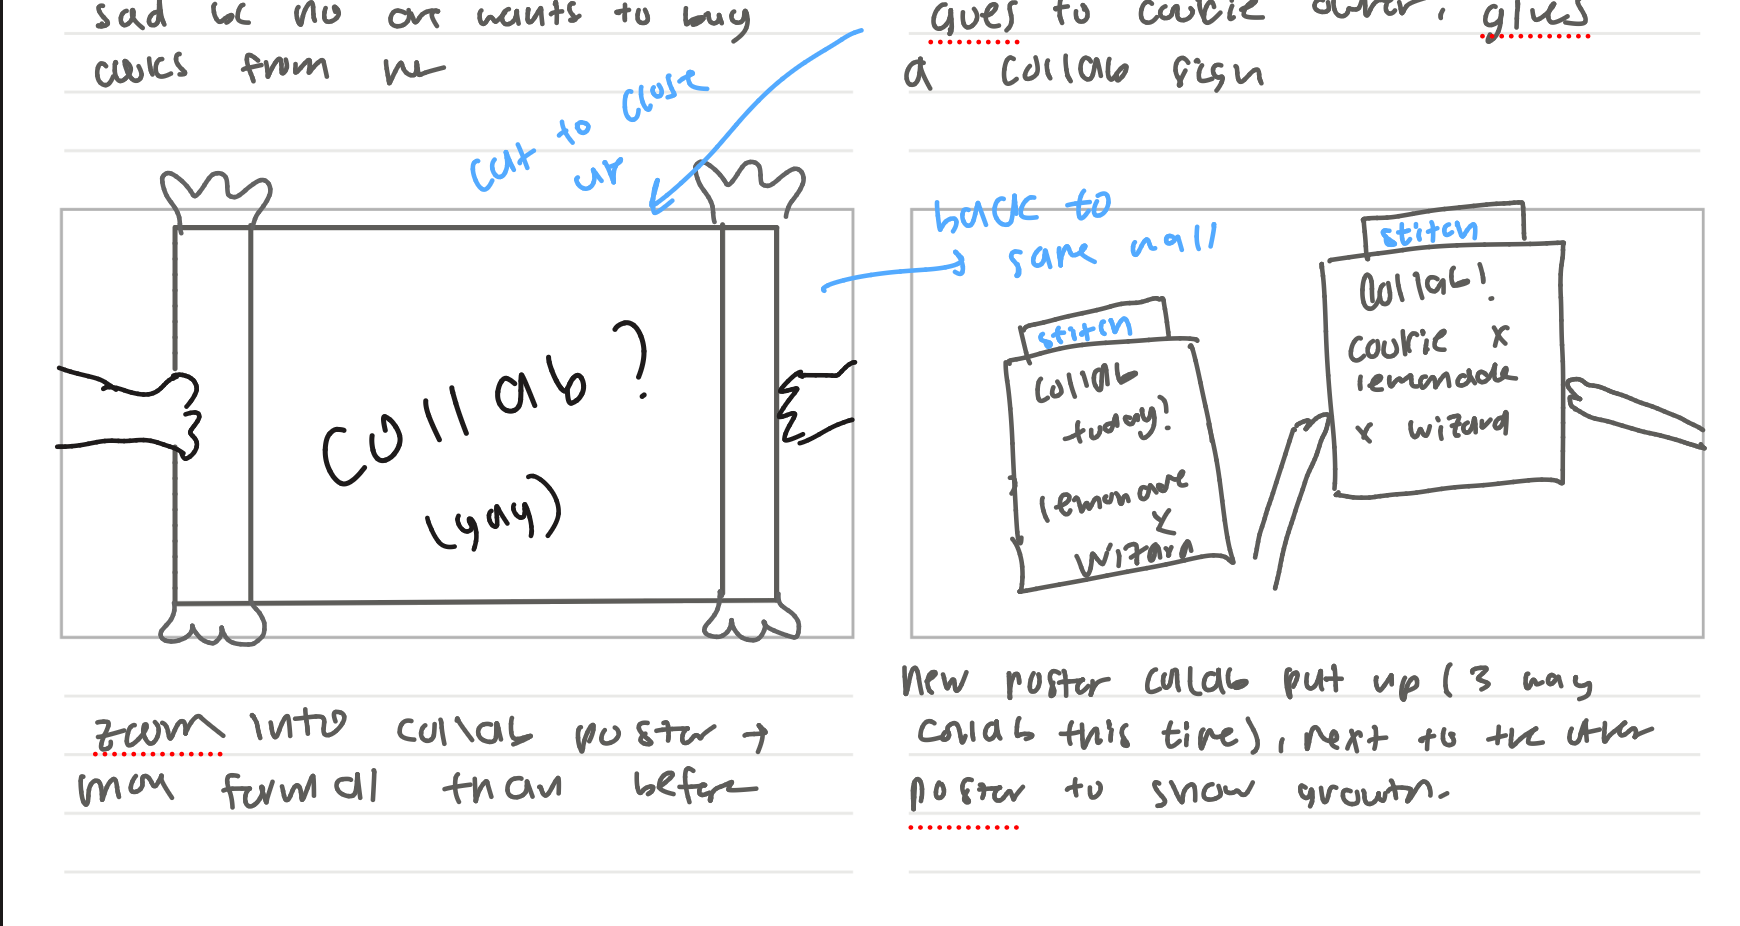 sad bc no one wants to buy
cookies from her
goes to cookie owner, gives
a collab sign
cut to close
up
Collab?
(yay)
zoom into collab poster →
more formal than before
back to
same wall
stitch
Collab
today!
lemonade
x
Wizard
stitch
Collab!
cookie x
lemonade
x wizard
new poster collab put up (3 way
collab this time), next to the other
poster to show growth.